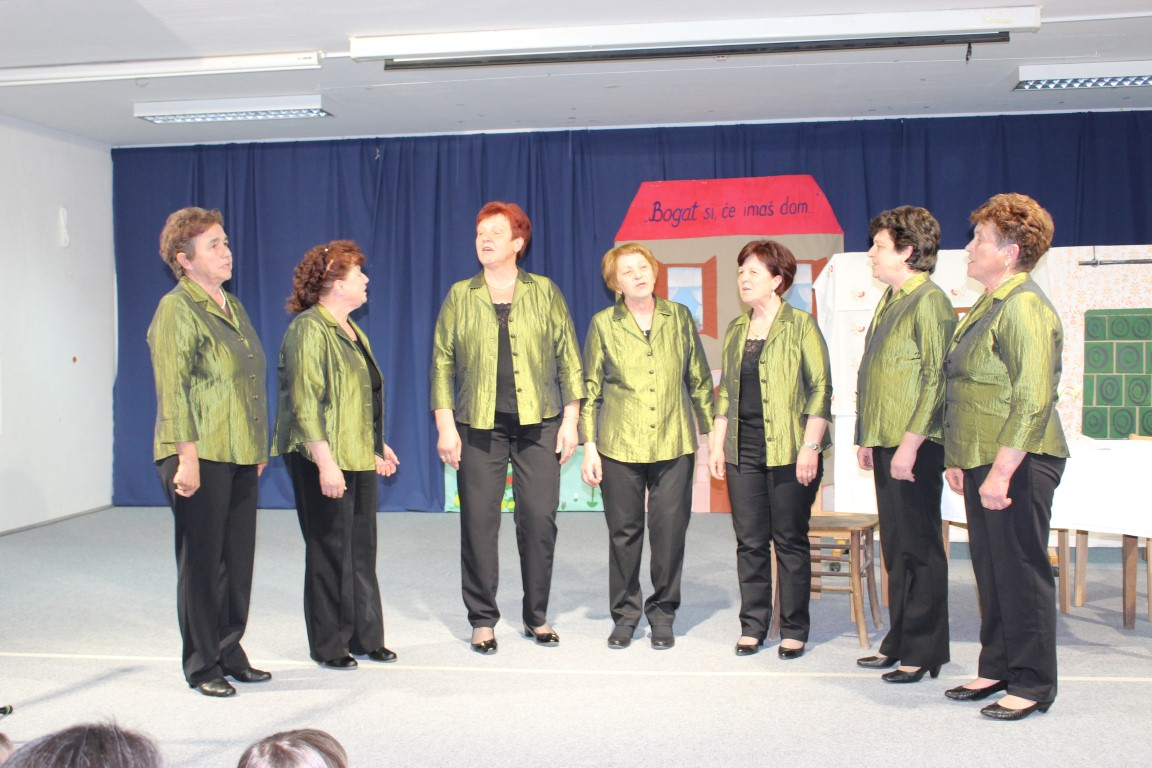 „Bogat si, če imaš dom..."